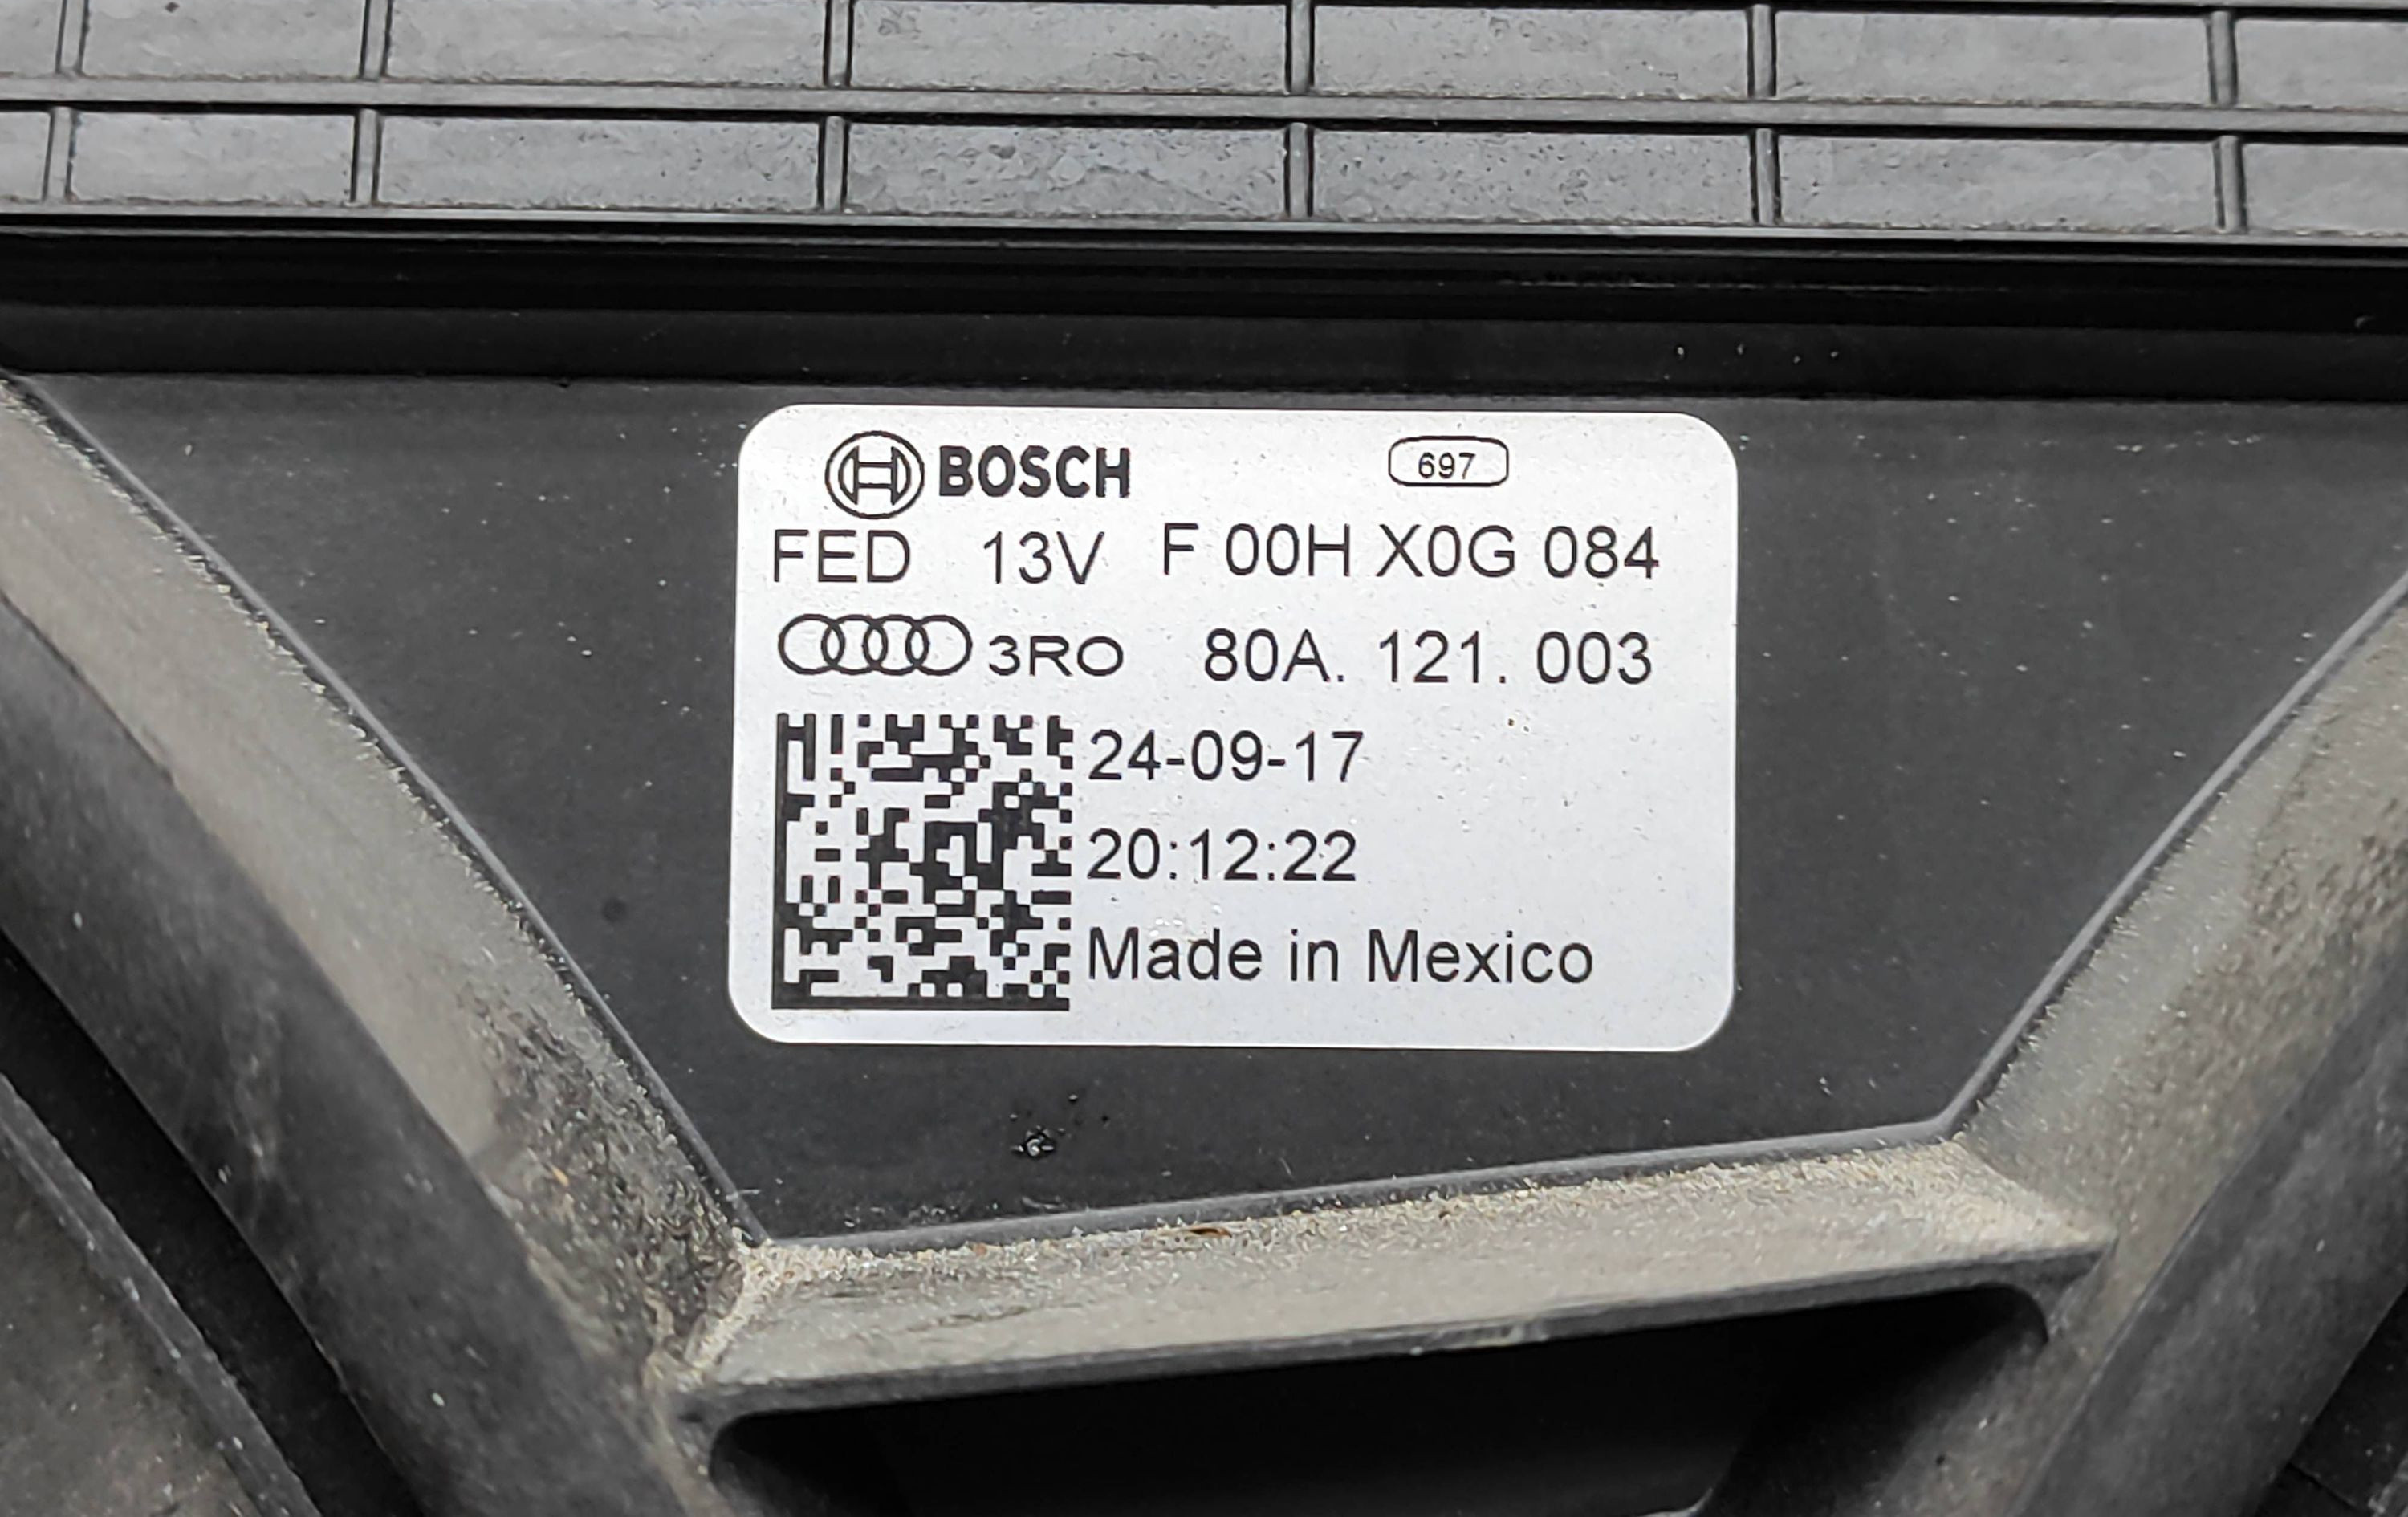 BOSCH 697
FED 13V F 00H X0G 084
3RO 80A. 121. 003
24-09-17
20:12:22
Made in Mexico